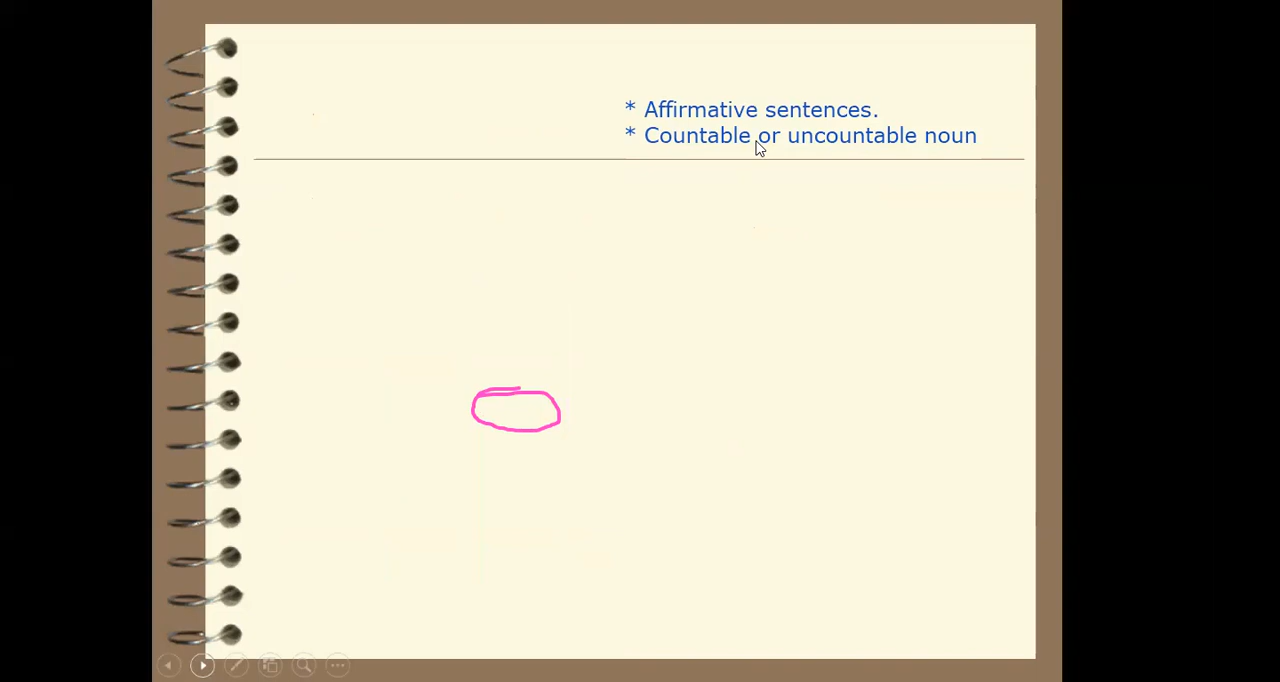 * Affirmative sentences.
* Countable or uncountable noun